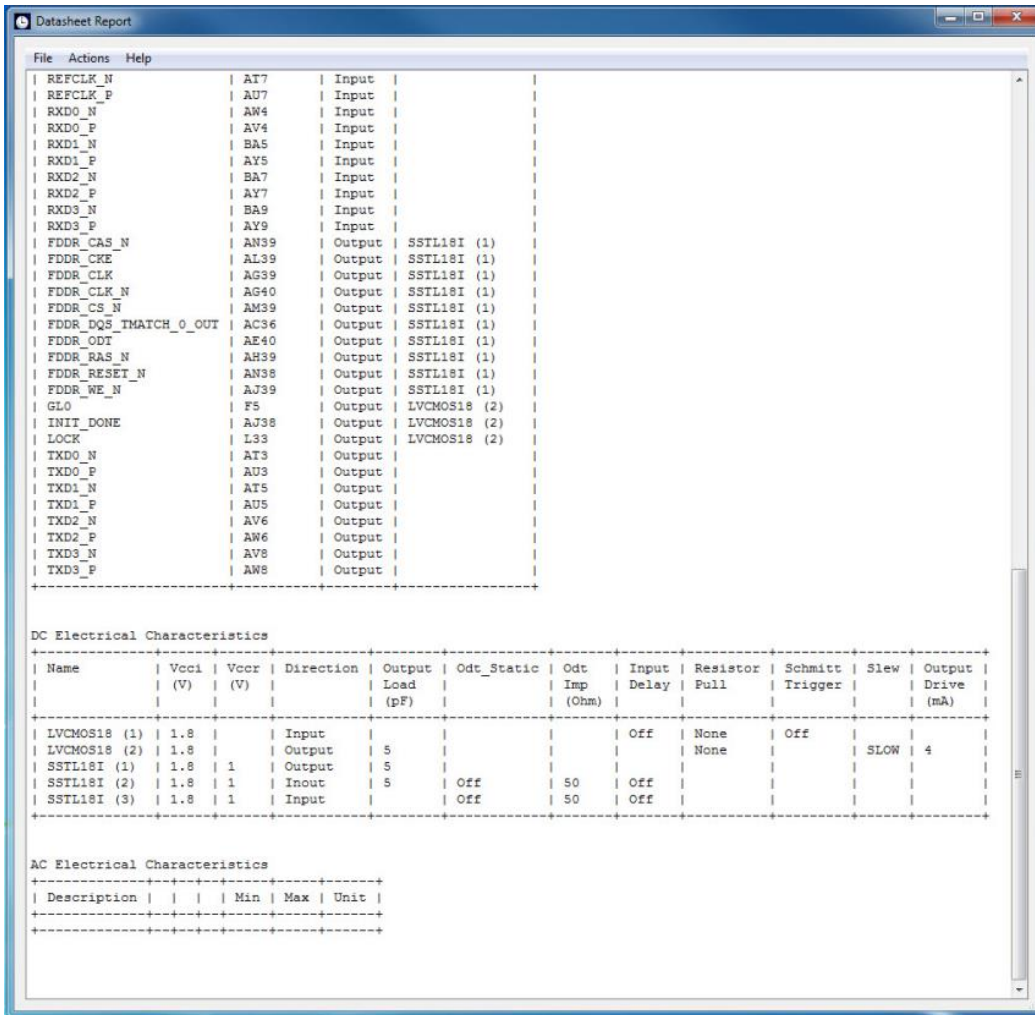 Datasheet Report
File Actions Help
| REFCLK_N | AT7 | Input | |
| REFCLK_P | AU7 | Input | |
| RXD0_N | AW4 | Input | |
| RXD0_P | AV4 | Input | |
| RXD1_N | BA5 | Input | |
| RXD1_P | AY5 | Input | |
| RXD2_N | BA7 | Input | |
| RXD2_P | AY7 | Input | |
| RXD3_N | BA9 | Input | |
| RXD3_P | AY9 | Input | |
| FDDR_CAS_N | AN39 | Output | SSTL18I (1) |
| FDDR_CKE | AL39 | Output | SSTL18I (1) |
| FDDR_CLK | AG39 | Output | SSTL18I (1) |
| FDDR_CLK_N | AG40 | Output | SSTL18I (1) |
| FDDR_CS_N | AM39 | Output | SSTL18I (1) |
| FDDR_DQS_TMATCH_0_OUT | AC36 | Output | SSTL18I (1) |
| FDDR_ODT | AE40 | Output | SSTL18I (1) |
| FDDR_RAS_N | AH39 | Output | SSTL18I (1) |
| FDDR_RESET_N | AN38 | Output | SSTL18I (1) |
| FDDR_WE_N | AJ39 | Output | SSTL18I (1) |
| GL0 | F5 | Output | LVCMOS18 (2) |
| INIT_DONE | AJ38 | Output | LVCMOS18 (2) |
| LOCK | L33 | Output | LVCMOS18 (2) |
| TXD0_N | AT3 | Output | |
| TXD0_P | AU3 | Output | |
| TXD1_N | AT5 | Output | |
| TXD1_P | AU5 | Output | |
| TXD2_N | AV6 | Output | |
| TXD2_P | AW6 | Output | |
| TXD3_N | AV8 | Output | |
| TXD3_P | AW8 | Output | |
DC Electrical Characteristics
| Name | Vcci | Vccr | Direction | Output | Odt_Static | Odt | Input | Resistor | Schmitt | Slew | Output |
| | (V) | (V) | | Load | | Imp | Delay | Pull | Trigger | | Drive |
| | | | | (pF) | | (Ohm) | | | | | (mA) |
| LVCMOS18 (1) | 1.8 | | Input | | | | Off | None | Off | | |
| LVCMOS18 (2) | 1.8 | | Output | 5 | | | | None | | SLOW | 4 |
| SSTL18I (1) | 1.8 | 1 | Output | 5 | | | | | | | |
| SSTL18I (2) | 1.8 | 1 | Inout | 5 | Off | 50 | Off | | | | |
| SSTL18I (3) | 1.8 | 1 | Input | | Off | 50 | Off | | | | |
AC Electrical Characteristics
| Description | | | | Min | Max | Unit |